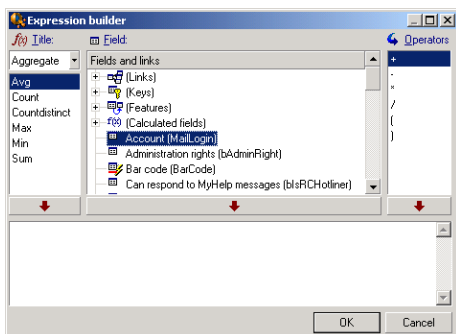 Expression builder
f(x) Title:
Field:
Operators
Aggregate
Fields and links
Avg
Count
Countdistinct
Max
Min
Sum
(Links)
(Keys)
(Features)
f(x) (Calculated fields)
Account (MailLogin)
Administration rights (bAdminRight)
Bar code (BarCode)
Can respond to MyHelp messages (bIsRCHotliner)
+
-
*
/
(
)
OK
Cancel